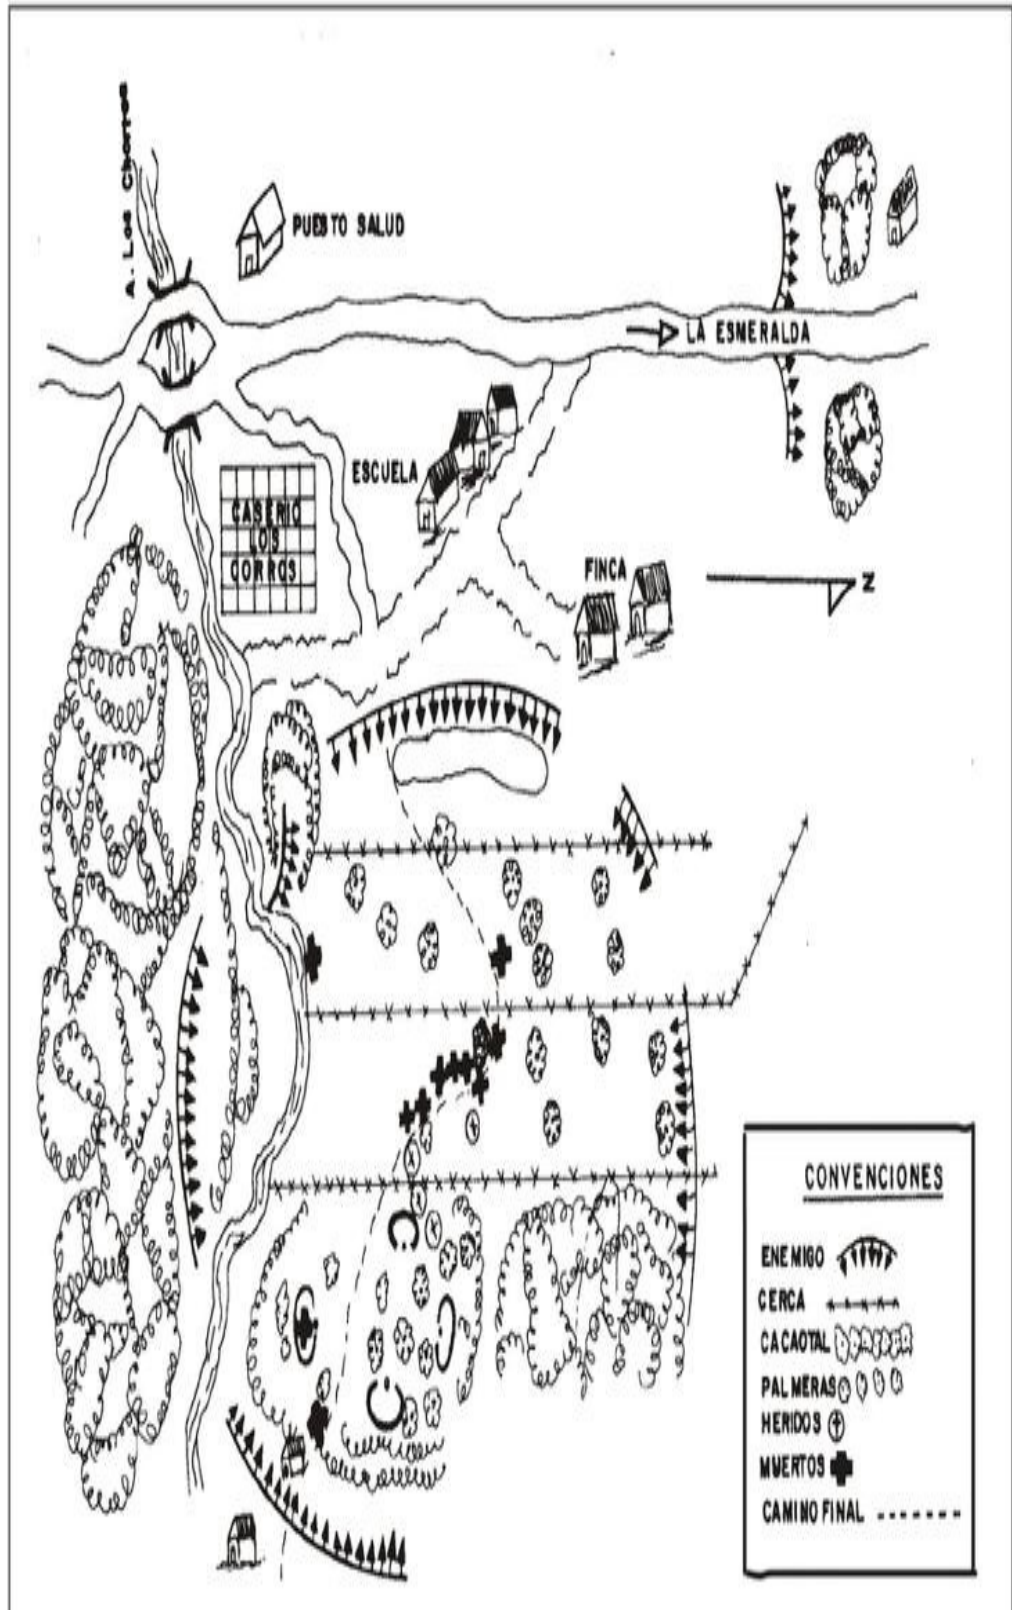 A. Los Chorros
PUESTO SALUD
LA ESMERALDA
ESCUELA
CASERIO
LOS
CORROS
FINCA
N
CONVENCIONES
ENEMIGO
CERCA
CACAOTAL
PALMERAS
HERIDOS
MUERTOS
CAMINO FINAL